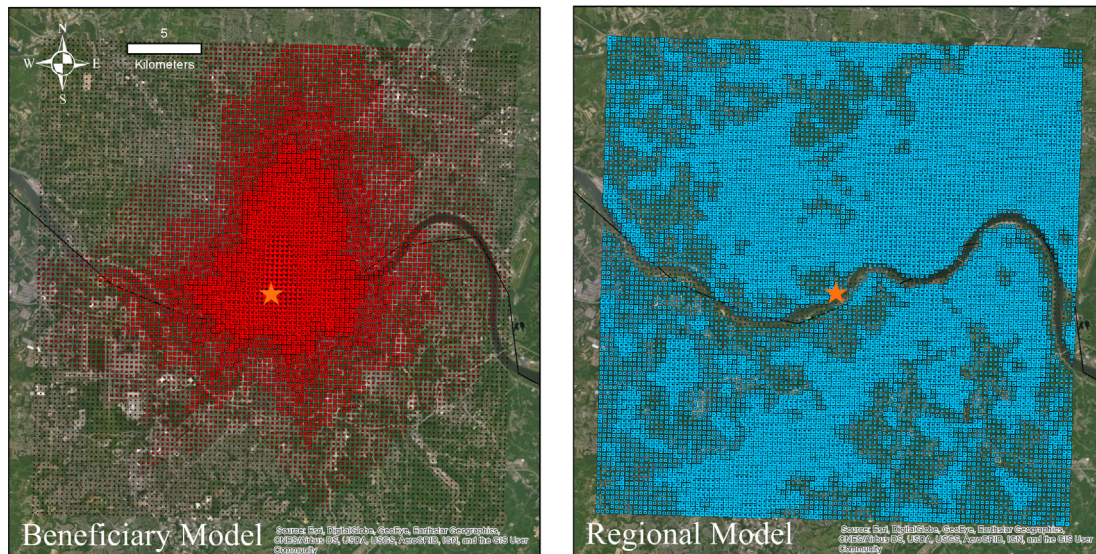 N
W E
S
5
Kilometers
Beneficiary Model
Source: Esri, DigitalGlobe, GeoEye, Earthstar Geographics,
CNES/Airbus DS, USDA, USGS, AeroGRID, IGN, and the GIS User
Community
Regional Model
Source: Esri, DigitalGlobe, GeoEye, Earthstar Geographics,
CNES/Airbus DS, USDA, USGS, AeroGRID, IGN, and the GIS User
Community